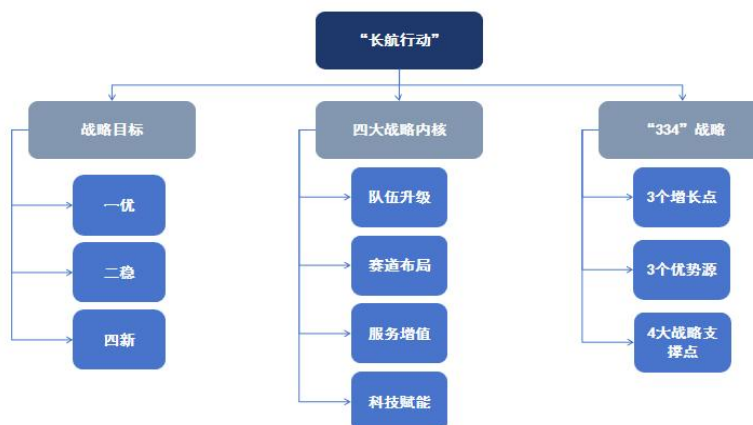 “长航行动”
战略目标
一优
二稳
四新
四大战略内核
队伍升级
赛道布局
服务增值
科技赋能
“334”战略
3个增长点
3个优势源
4大战略支
撑点